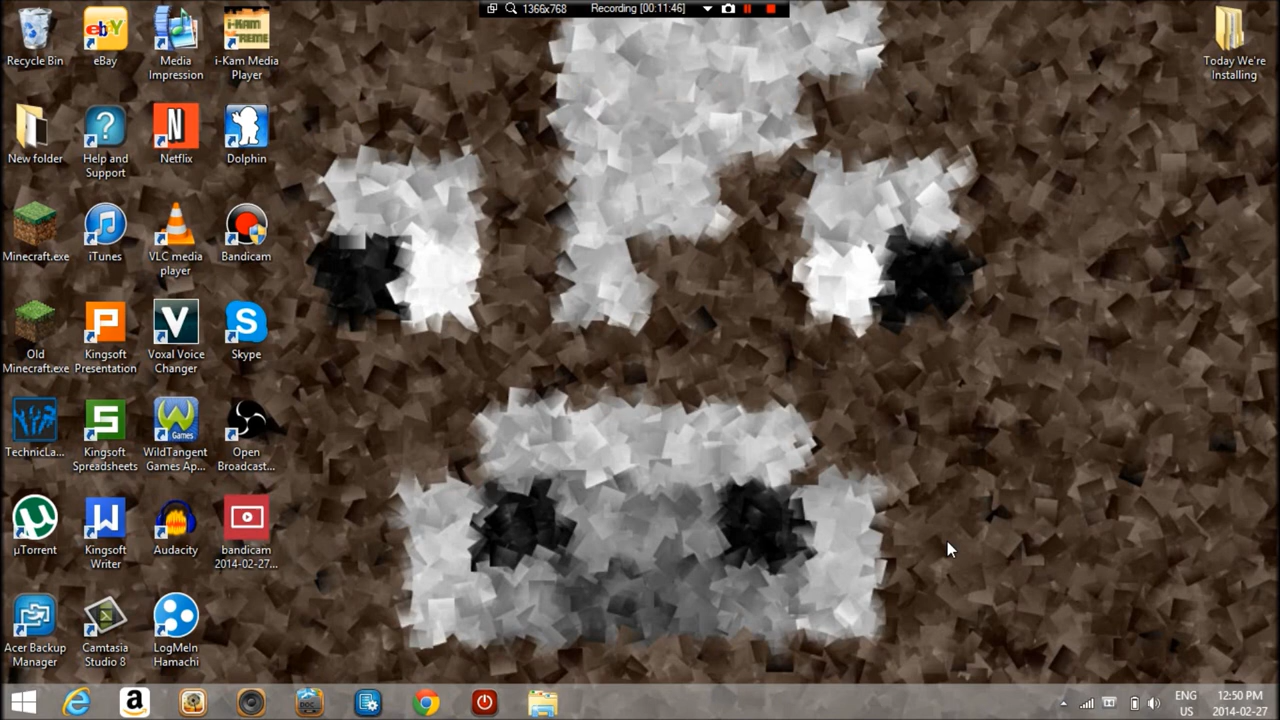 1366x768 Recording [00:11:46]
Recycle Bin
eBay
Media
Impression
i-Kam Media
Player
Today We're
Installing
New folder
Help and
Support
Netflix
Dolphin
Minecraft.exe
iTunes
VLC media
player
Bandicam
Old
Minecraft.exe
Kingsoft
Presentation
Voxal Voice
Changer
Skype
TechnicLa...
Kingsoft
Spreadsheets
WildTangent
Games Ap...
Open
Broadcast...
µTorrent
Kingsoft
Writer
Audacity
bandicam
2014-02-27...
Acer Backup
Manager
Camtasia
Studio 8
LogMeIn
Hamachi
ENG
US
12:50 PM
2014-02-27